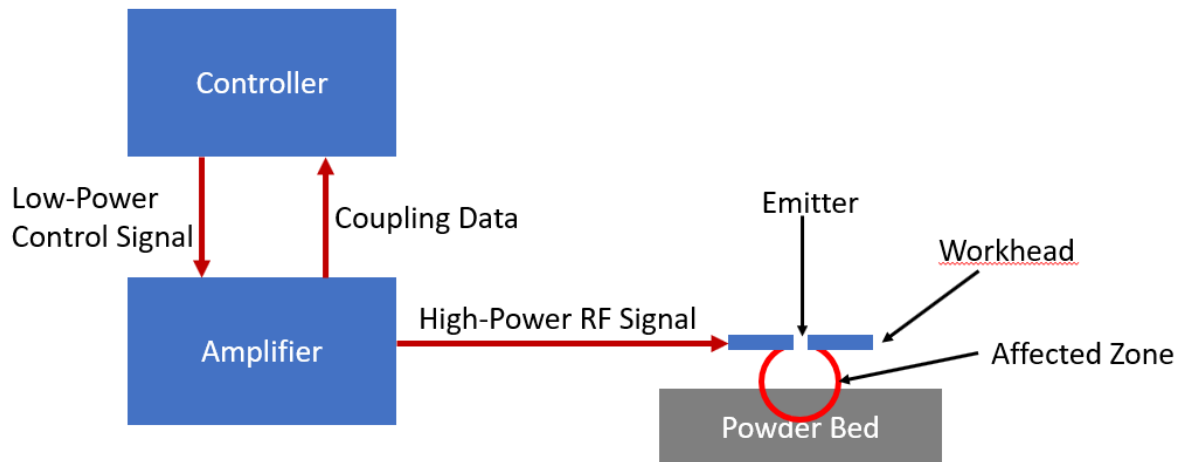 Controller
Low-Power
Control Signal
Coupling Data
Emitter
Workhead
High-Power RF Signal
Amplifier
Affected Zone
Powder Bed